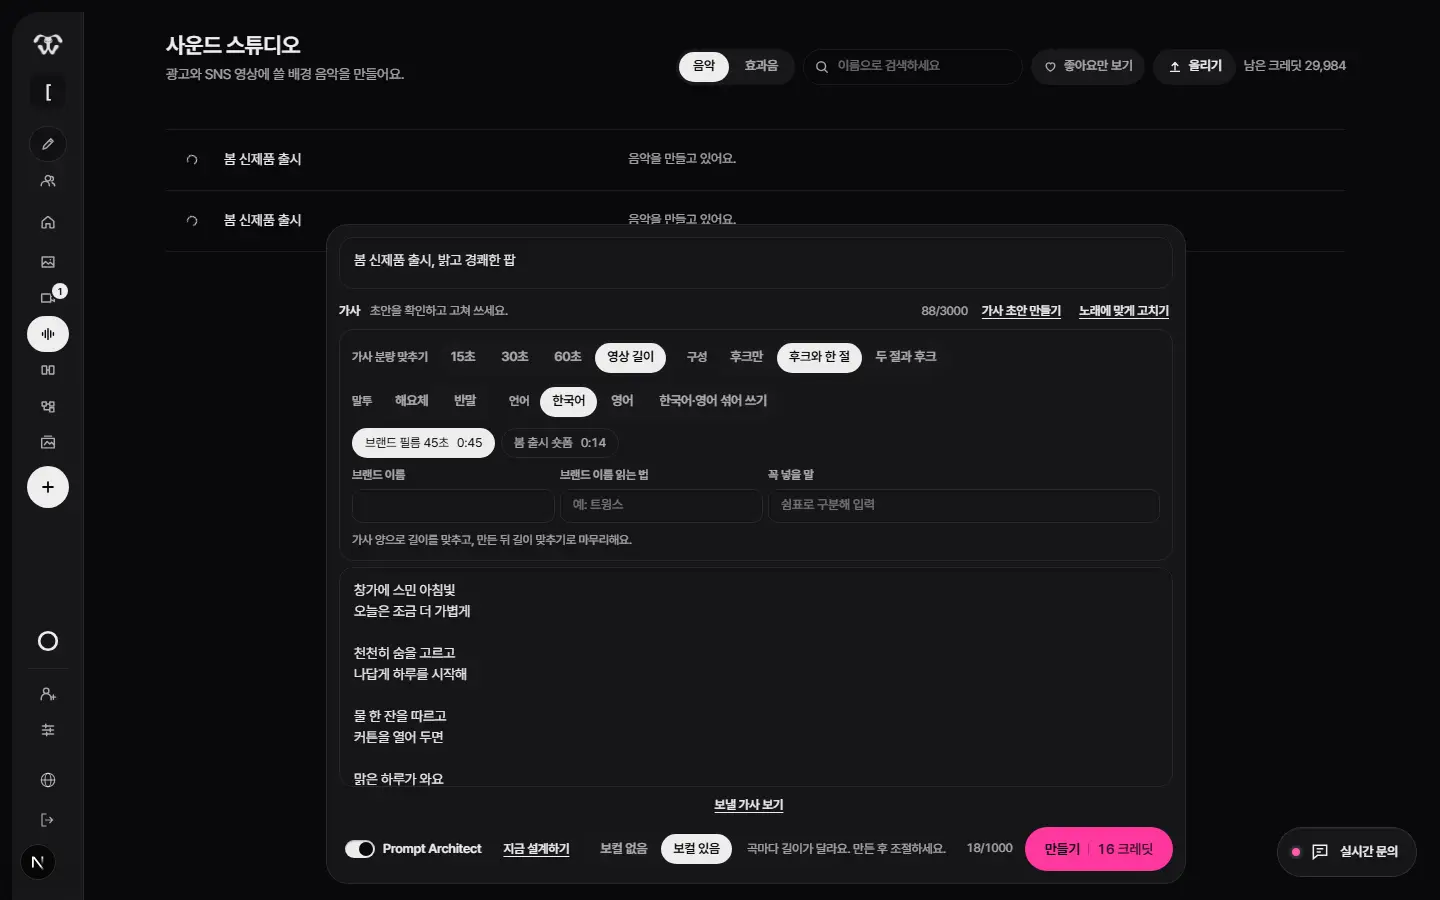 사운드 스튜디오
광고와 SNS 영상에 쓸 배경 음악을 만들어요.
음악
효과음
이름으로 검색하세요
좋아요만 보기
올리기
남은 크레딧 29,984
[
봄 신제품 출시
음악을 만들고 있어요.
봄 신제품 출시
음악을 만들고 있어요.
1
봄 신제품 출시, 밝고 경쾌한 팝
가사 초안을 확인하고 고쳐 쓰세요.
88/3000
가사 초안 만들기
노래에 맞게 고치기
가사 분량 맞추기 15초 30초 60초 영상 길이 구성 후크만 후크와 한 절 두 절과 후크
말투 해요체 반말 언어 한국어 영어 한국어·영어 섞어 쓰기
브랜드 필름 45초 0:45
봄 출시 숏폼 0:14
브랜드 이름
브랜드 이름 읽는 법
꼭 넣을 말
예: 트윙스
쉼표로 구분해 입력
가사 양으로 길이를 맞추고, 만든 뒤 길이 맞추기로 마무리해요.
창가에 스민 아침빛
오늘은 조금 더 가볍게
천천히 숨을 고르고
나답게 하루를 시작해
물 한 잔을 따르고
커튼을 열어 두면
맑은 하루가 와요
보낼 가사 보기
Prompt Architect
지금 설계하기
보컬 없음
보컬 있음
곡마다 길이가 달라요. 만든 후 조절하세요.
18/1000
만들기 16 크레딧
실시간 문의
N